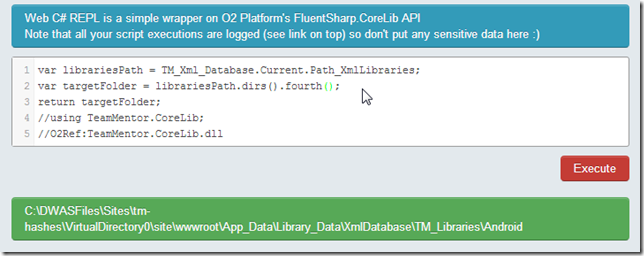 Web C# REPL is a simple wrapper on O2 Platform's FluentSharp.CoreLib API
Note that all your script executions are logged (see link on top) so don't put any sensitive data here :)
1 var librariesPath = TM_Xml_Database.Current.Path_XmlLibraries;
2 var targetFolder = librariesPath.dirs().fourth();
3 return targetFolder;
4 //using TeamMentor.CoreLib;
5 //O2Ref:TeamMentor.CoreLib.dll
Execute
C:\DWASFiles\Sites\tm-
hashes\VirtualDirectory0\site\wwwroot\App_Data\Library_Data\XmlDatabase\TM_Libraries\Android